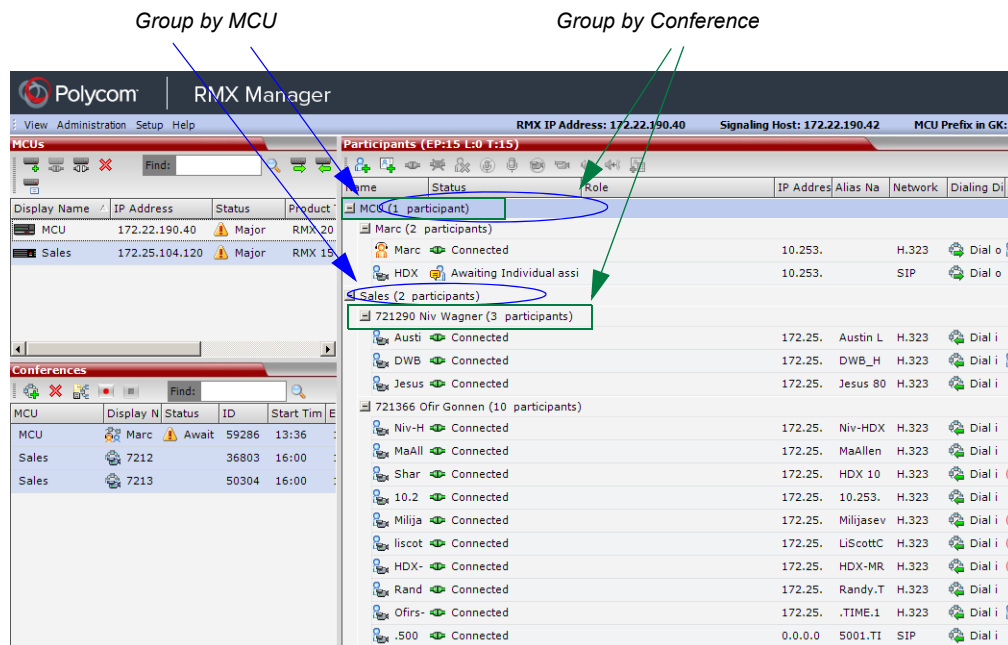 Group by MCU
Group by Conference
Polycom | RMX Manager
View Administration Setup Help
RMX IP Address: 172.22.190.40 Signaling Host: 172.22.190.42 MCU Prefix in GK:
MCUs
Find:
Display Name IP Address Status Product
MCU 172.22.190.40 Major RMX 20
Sales 172.25.104.120 Major RMX 15
Conferences
Find:
MCU Display N Status ID Start Tim E
MCU Marc Await 59286 13:36
Sales 7212 36803 16:00
Sales 7213 50304 16:00
Participants (EP:15 L:0 T:15)
Name Status Role IP Addres Alias Na Network Dialing Di
MCU (1 participant)
Marc (2 participants)
Marc Connected 10.253. H.323 Dial o
HDX Awaiting Individual assi 10.253. SIP Dial o
Sales (2 participants)
721290 Niv Wagner (3 participants)
Austi Connected 172.25. Austin L H.323 Dial i
DWB Connected 172.25. DWB_H H.323 Dial i
Jesus Connected 172.25. Jesus 80 H.323 Dial i
721366 Ofir Gonnen (10 participants)
Niv-H Connected 172.25. Niv-HDX H.323 Dial i
MaAll Connected 172.25. MaAllen H.323 Dial i
Shar Connected 172.25. HDX 10 H.323 Dial i
10.2 Connected 172.25. 10.253. H.323 Dial i
Milija Connected 172.25. Milijasev H.323 Dial i
liscot Connected 172.25. LiScottC H.323 Dial i
HDX- Connected 172.25. HDX-MR H.323 Dial i
Rand Connected 172.25. Randy.T H.323 Dial i
Ofirs- Connected 172.25. .TIME.1 H.323 Dial i
.500 Connected 0.0.0.0 5001.TI SIP Dial i